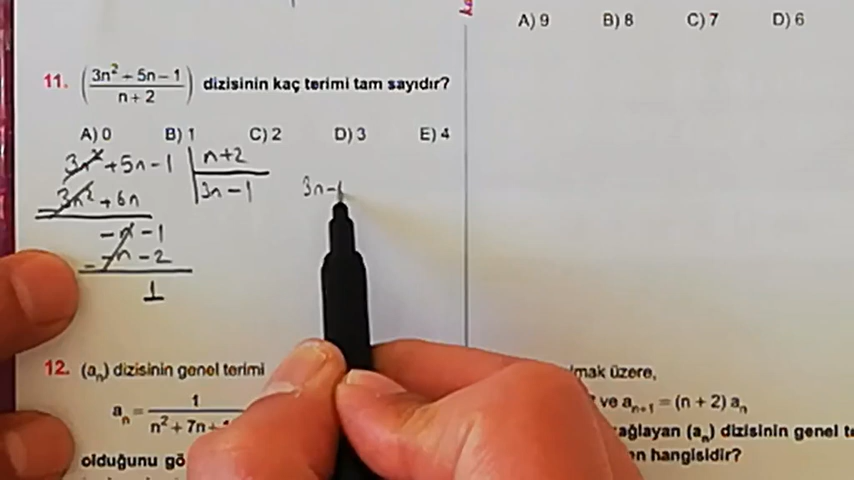 A) 9 B) 8 C) 7 D) 6
11. (3n² + 5n − 1 / n + 2) dizisinin kaç terimi tam sayıdır?
A) 0 B) 1 C) 2 D) 3 E) 4
3n² + 5n − 1 | n + 2
3n² + 6n | 3n − 1
3n − 1
−n − 1
−n − 2
1
12. (aₙ) dizisinin genel terimi
aₙ = 1 / n² + 7n +
olduğunu
mak üzere,
ve aₙ₊₁ = (n + 2) aₙ
ağlayan (aₙ) dizisinin genel
hangisidir?